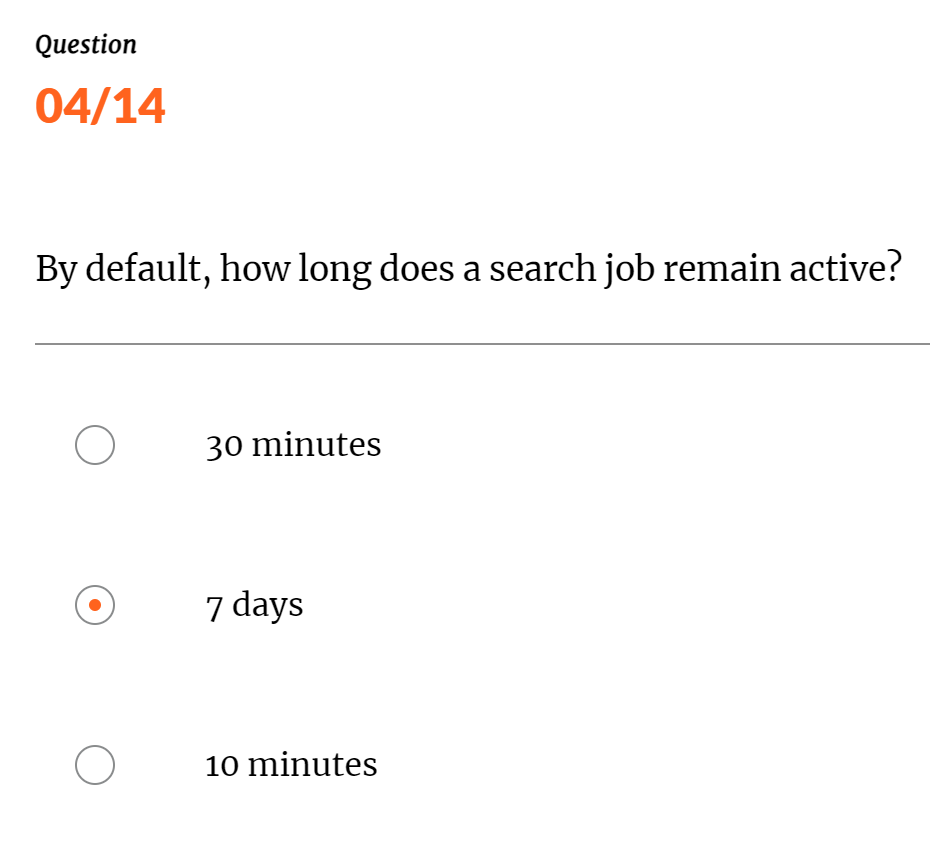 Question
04/14
By default, how long does a search job remain active?
30 minutes
7 days
10 minutes